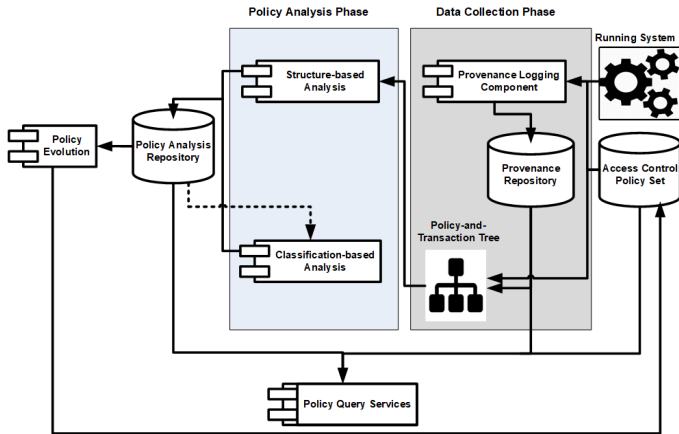 Policy Analysis Phase
Data Collection Phase
Running System
Structure-based
Analysis
Provenance Logging
Component
Policy
Evolution
Policy Analysis
Repository
Provenance
Repository
Access Control
Policy Set
Policy-and-
Transaction Tree
Classification-based
Analysis
Policy Query Services